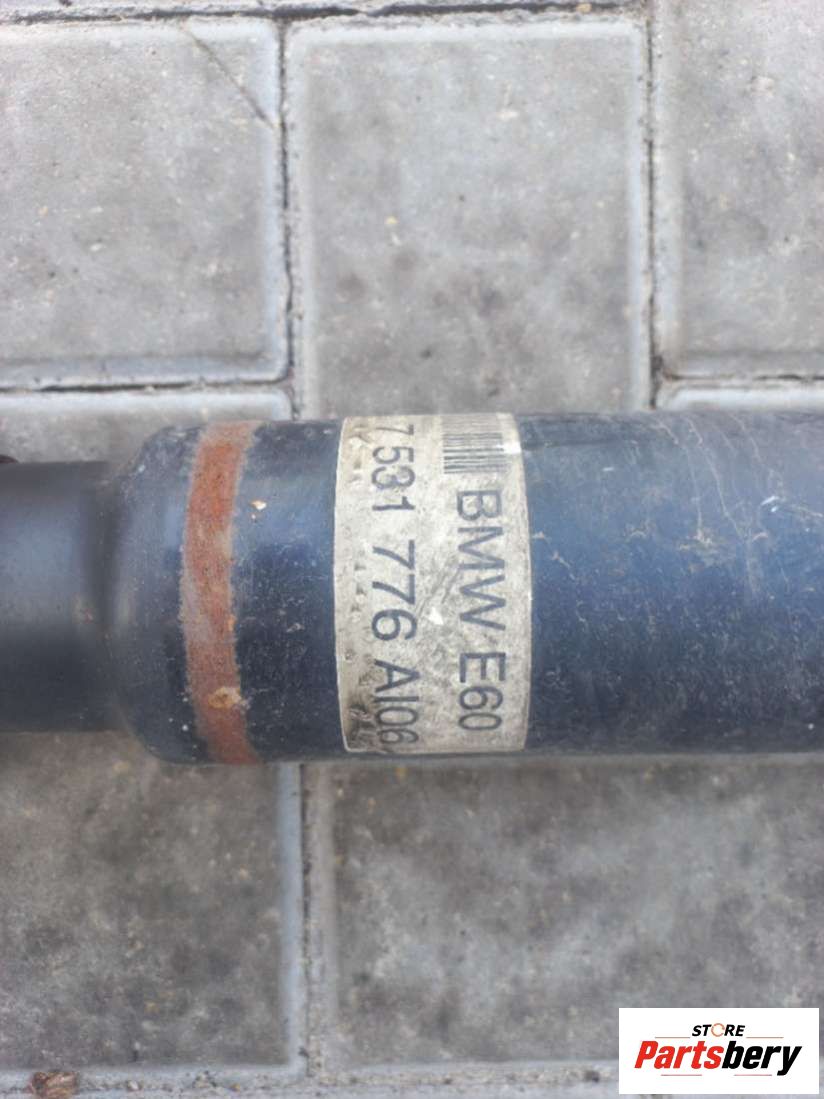 BMW E60
7 531 776 AI06
STORE
Partsbery